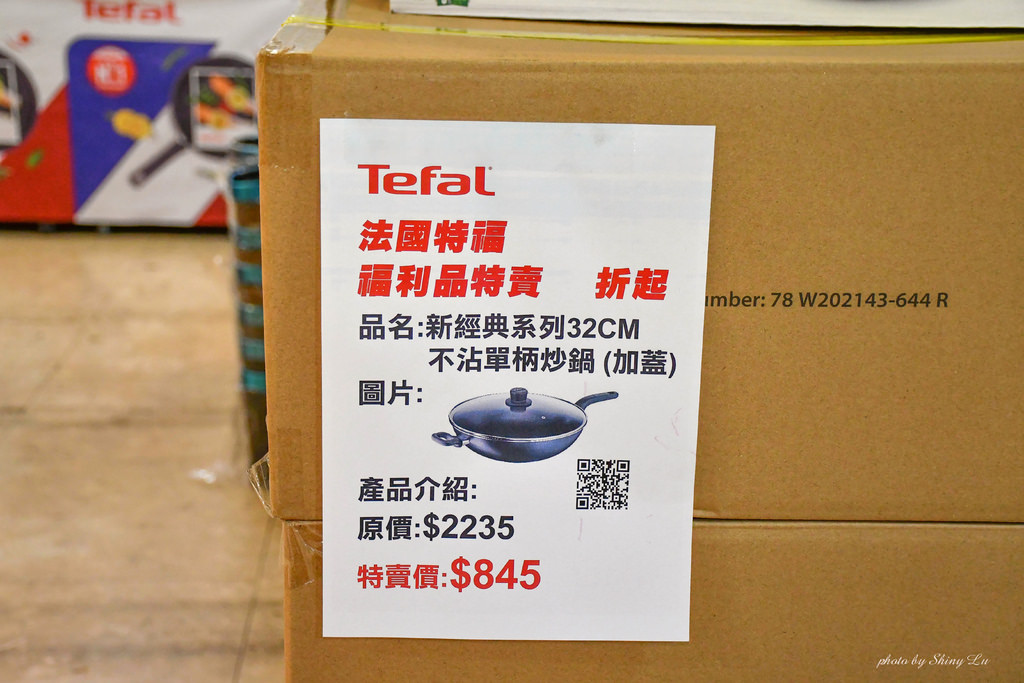 Tefal
Tefal
法國特福
福利品特賣 折起
品名:新經典系列32CM
不沾單柄炒鍋 (加蓋)
圖片:
產品介紹:
原價:$2235
特賣價:$845
umber: 78 W202143-644 R
photo by Shiny Lu